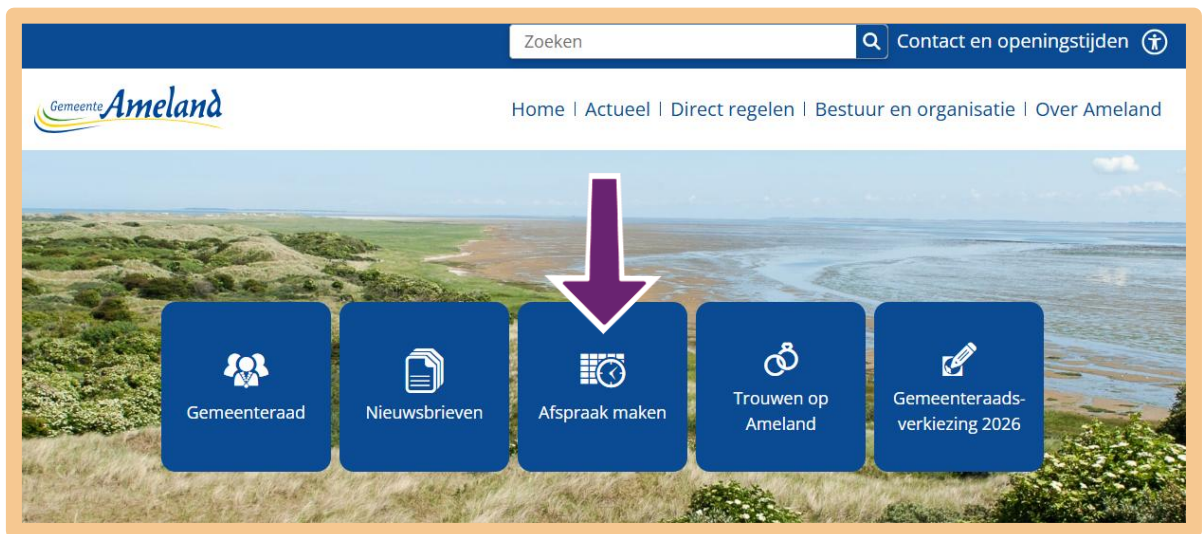 Zoeken
Contact en openingstijden
Gemeente Ameland
Home | Actueel | Direct regelen | Bestuur en organisatie | Over Ameland
Gemeenteraad
Nieuwsbrieven
Afspraak maken
Trouwen op
Ameland
Gemeenteraads-
verkiezing 2026